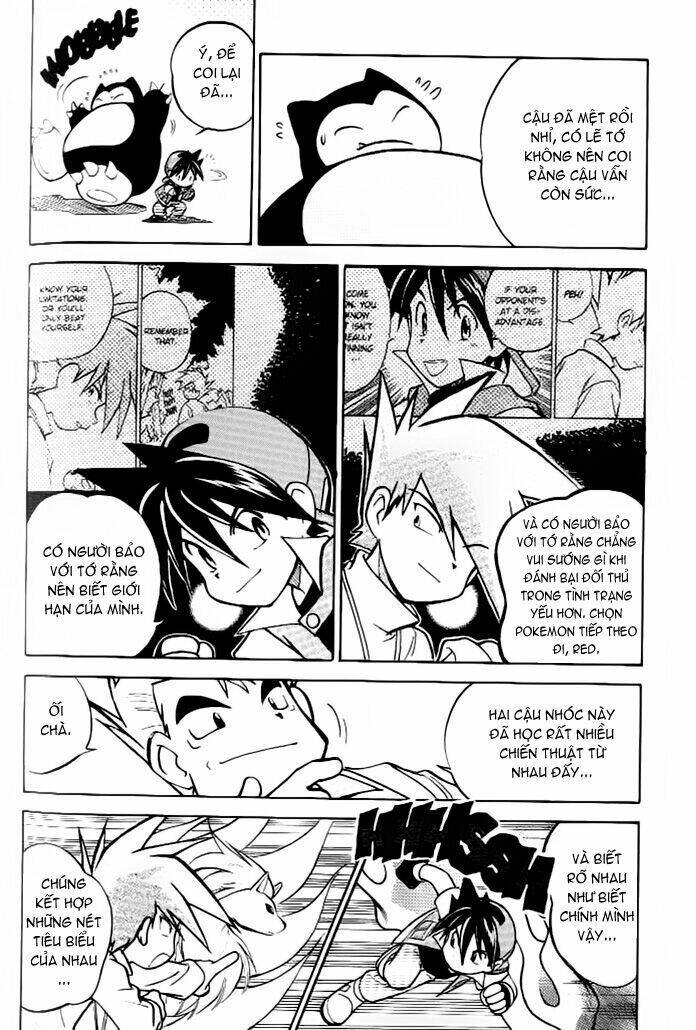 WOBBLE
Ý, ĐỂ
COI LẠI
ĐÃ...
CẬU ĐÃ MỆT RỒI
NHỈ, CÓ LẼ TỚ
KHÔNG NÊN COI
RẰNG CẬU VẪN
CÒN SỨC...
KNOW YOUR
LIMITATIONS.
OR YOU'LL
ONLY BEAT
YOURSELF.
REMEMBER
THAT.
COME
ON. YOU
ISN'T
REALLY
IF YOUR
OPPONENT'S
AT A DIS-
ADVANTAGE.
PEH!
CÓ NGƯỜI BẢO
VỚI TỚ RẰNG
NÊN BIẾT GIỚI
HẠN CỦA MÌNH.
VÀ CÓ NGƯỜI BẢO
VỚI TỚ RẰNG CHẲNG
VUI SƯỚNG GÌ KHI
ĐÁNH BẠI ĐỐI THỦ
TRONG TÌNH TRẠNG
YẾU HƠN. CHỌN
POKEMON TIẾP THEO
ĐI, RED.
ỐI
CHÀ.
HAI CẬU NHÓC NÀY
ĐÃ HỌC RẤT NHIỀU
CHIẾN THUẬT TỪ
NHAU ĐẤY...
CHÚNG
KẾT HỢP
NHỮNG NÉT
TIÊU BIỂU
CỦA NHAU
...
VÀ BIẾT
RÕ NHAU
NHƯ BIẾT
CHÍNH MÌNH
VẬY...